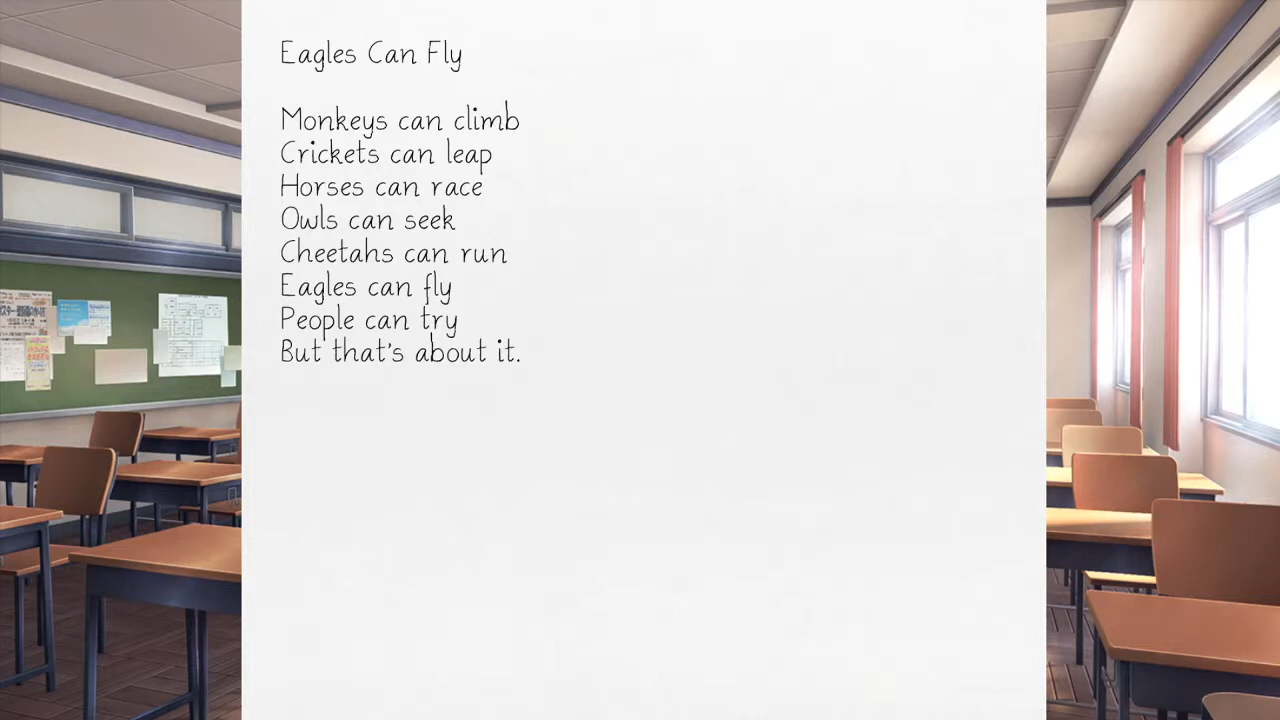 Eagles Can Fly
Monkeys can climb
Crickets can leap
Horses can race
Owls can seek
Cheetahs can run
Eagles can fly
People can try
But that's about it.